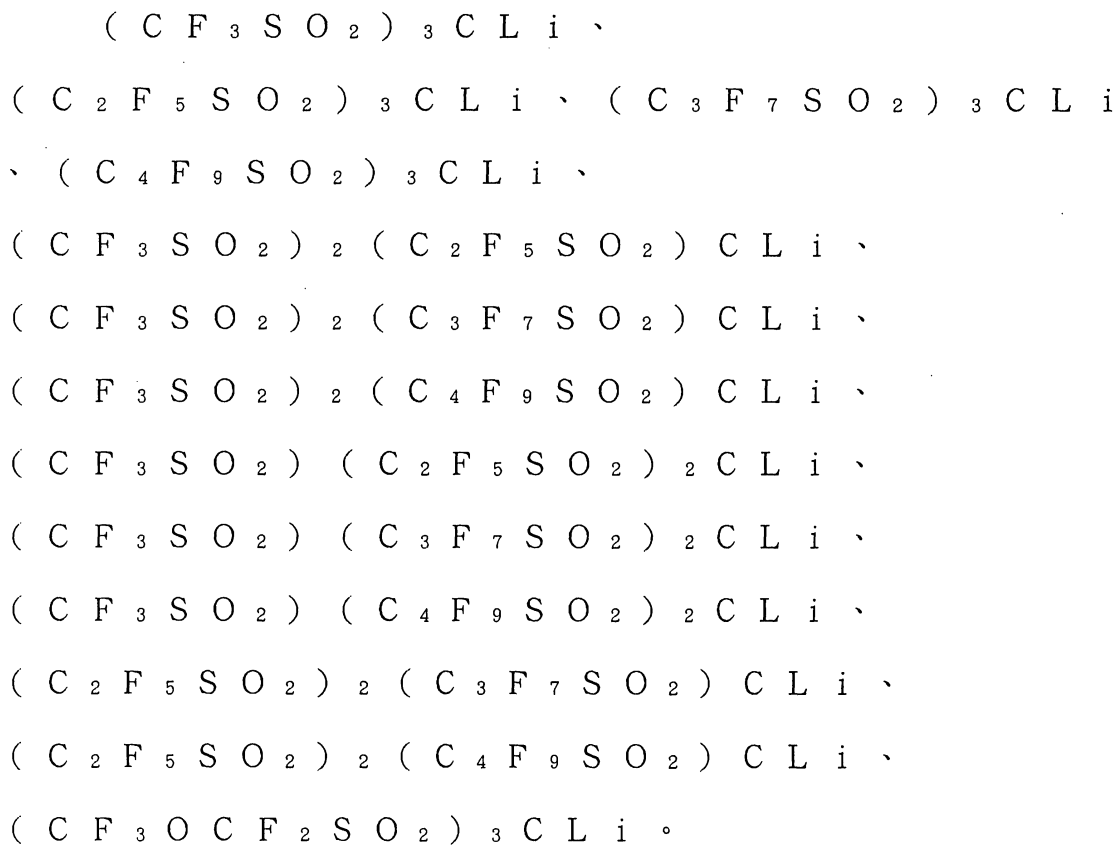 (CF₃SO₂)₃CLi、
(C₂F₅SO₂)₃CLi、(C₃F₇SO₂)₃CLi
、(C₄F₉SO₂)₃CLi、
(CF₃SO₂)₂(C₂F₅SO₂)CLi、
(CF₃SO₂)₂(C₃F₇SO₂)CLi、
(CF₃SO₂)₂(C₄F₉SO₂)CLi、
(CF₃SO₂)(C₂F₅SO₂)₂CLi、
(CF₃SO₂)(C₃F₇SO₂)₂CLi、
(CF₃SO₂)(C₄F₉SO₂)₂CLi、
(C₂F₅SO₂)₂(C₃F₇SO₂)CLi、
(C₂F₅SO₂)₂(C₄F₉SO₂)CLi、
(CF₃OCF₂SO₂)₃CLi。